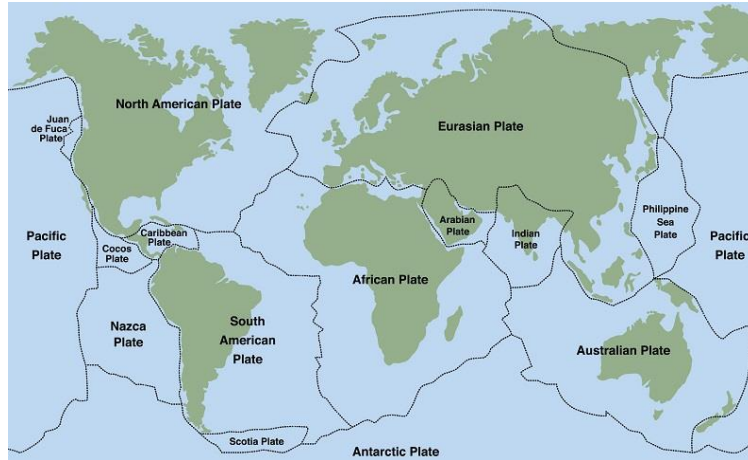 North American Plate
Juan
de Fuca
Plate
Eurasian Plate
Caribbean
Plate
Arabian
Plate
Indian
Plate
Philippine
Sea
Plate
Pacific
Plate
Cocos
Plate
Pacific
Plate
African Plate
Nazca
Plate
South
American
Plate
Australian Plate
Scotia Plate
Antarctic Plate